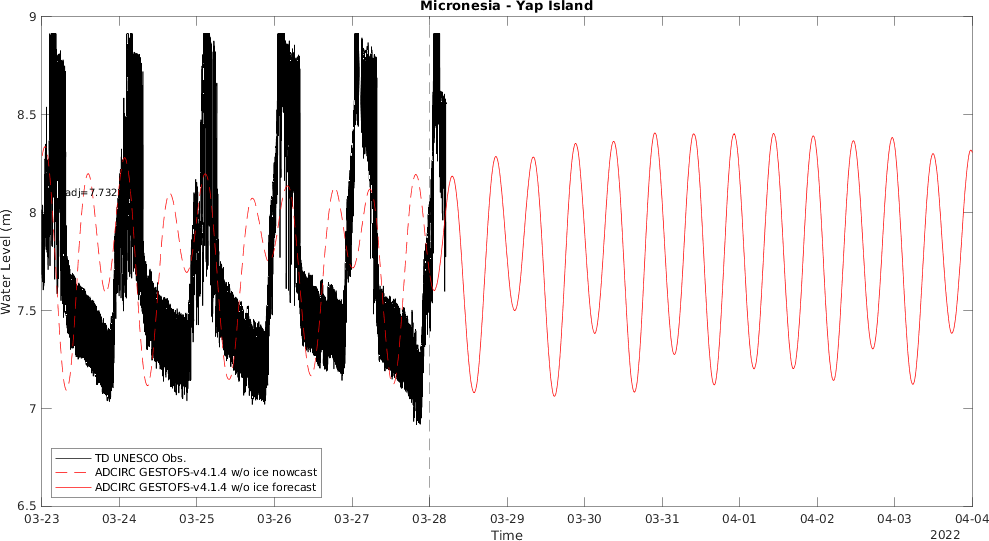 Micronesia - Yap Island
9
8.5
8
7.5
7
6.5
Water Level (m)
adj=7.732
TD UNESCO Obs.
ADCIRC GESTOFS-v4.1.4 w/o ice nowcast
ADCIRC GESTOFS-v4.1.4 w/o ice forecast
03-23 03-24 03-25 03-26 03-27 03-28 03-29 03-30 03-31 04-01 04-02 04-03 04-04
Time
2022